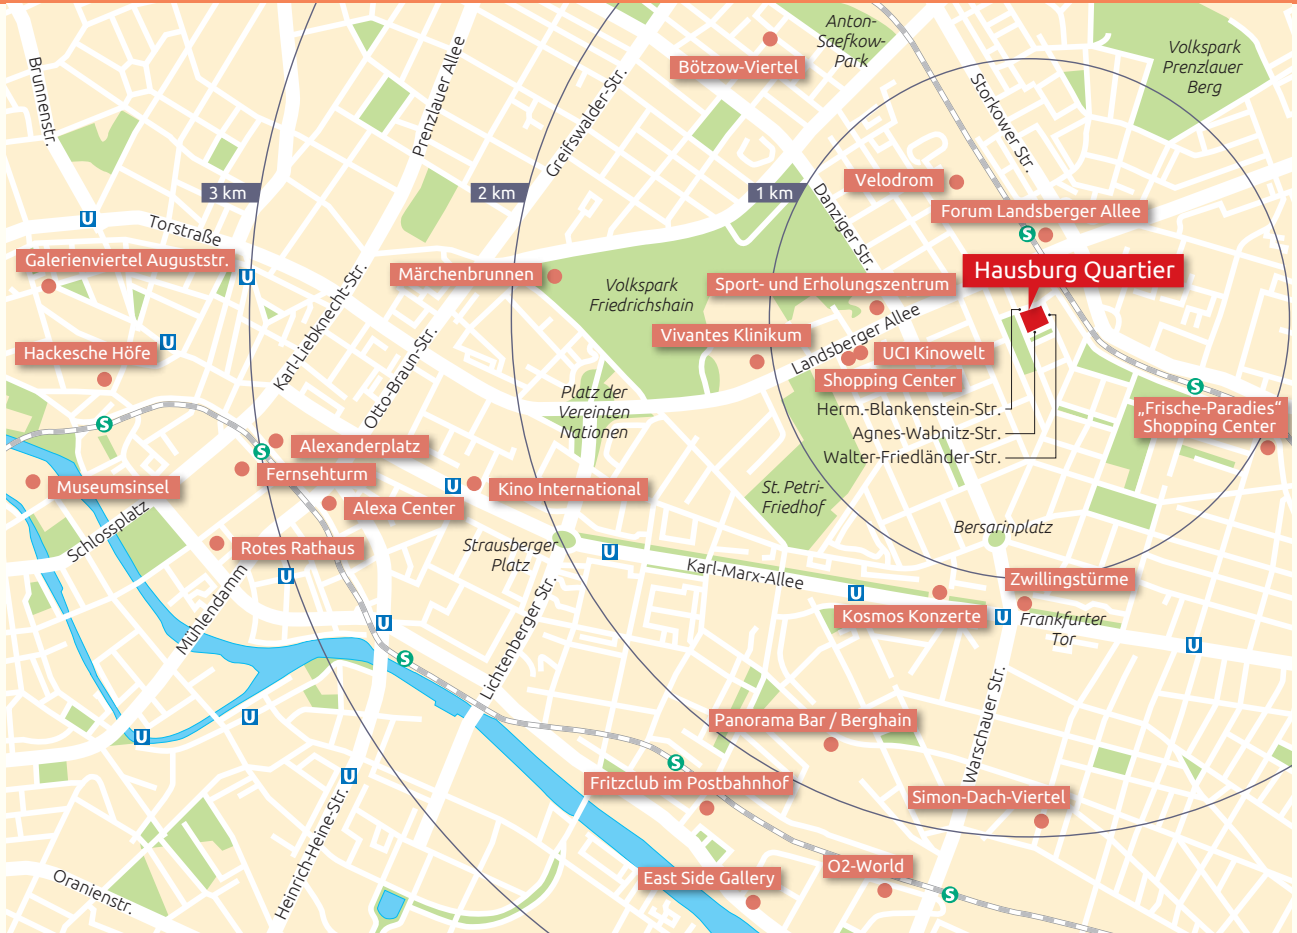 Anton-
Saefkow-
Park
Volkspark
Prenzlauer
Berg
Bötzow-Viertel
Brunnenstr.
Prenzlauer Allee
Greifswalder-Str.
Storkower Str.
Velodrom
3 km
2 km
1 km
Danziger Str.
Forum Landsberger Allee
S
U
Torstraße
Galerienviertel Auguststr.
U
Märchenbrunnen
Volkspark
Friedrichshain
Sport- und Erholungszentrum
Hausburg Quartier
Karl-Liebknecht-Str.
Otto-Braun-Str.
Vivantes Klinikum
Landsberger Allee
UCI Kinowelt
Shopping Center
U
Hackesche Höfe
Platz der
Vereinten
Nationen
Herm.-Blankenstein-Str.
Agnes-Wabnitz-Str.
Walter-Friedländer-Str.
S
„Frische-Paradies“
Shopping Center
S
S
Alexanderplatz
Fernsehturm
Museumsinsel
Alexa Center
U
Kino International
St. Petri-
Friedhof
Schlossplatz
Rotes Rathaus
Strausberger
Platz
U
Bersarinplatz
U
Karl-Marx-Allee
Zwillingstürme
U
Kosmos Konzerte
U
Frankfurter
Tor
U
Mühlendamm
U
S
Lichtenberger Str.
Warschauer Str.
U
U
Panorama Bar / Berghain
S
U
Fritzclub im Postbahnhof
Simon-Dach-Viertel
Heinrich-Heine-Str.
Oranienstr.
East Side Gallery
O2-World
S